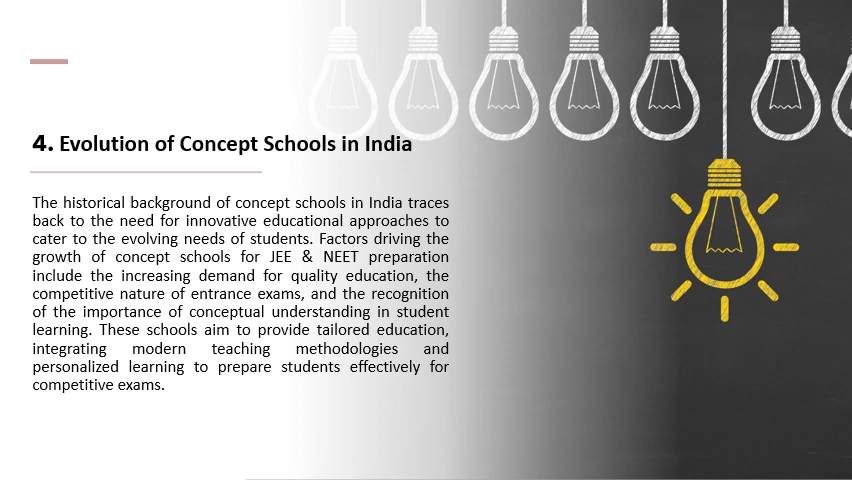 4. Evolution of Concept Schools in India
The historical background of concept schools in India traces
back to the need for innovative educational approaches to
cater to the evolving needs of students. Factors driving the
growth of concept schools for JEE & NEET preparation
include the increasing demand for quality education, the
competitive nature of entrance exams, and the recognition
of the importance of conceptual understanding in student
learning. These schools aim to provide tailored education,
integrating modern teaching methodologies and
personalized learning to prepare students effectively for
competitive exams.